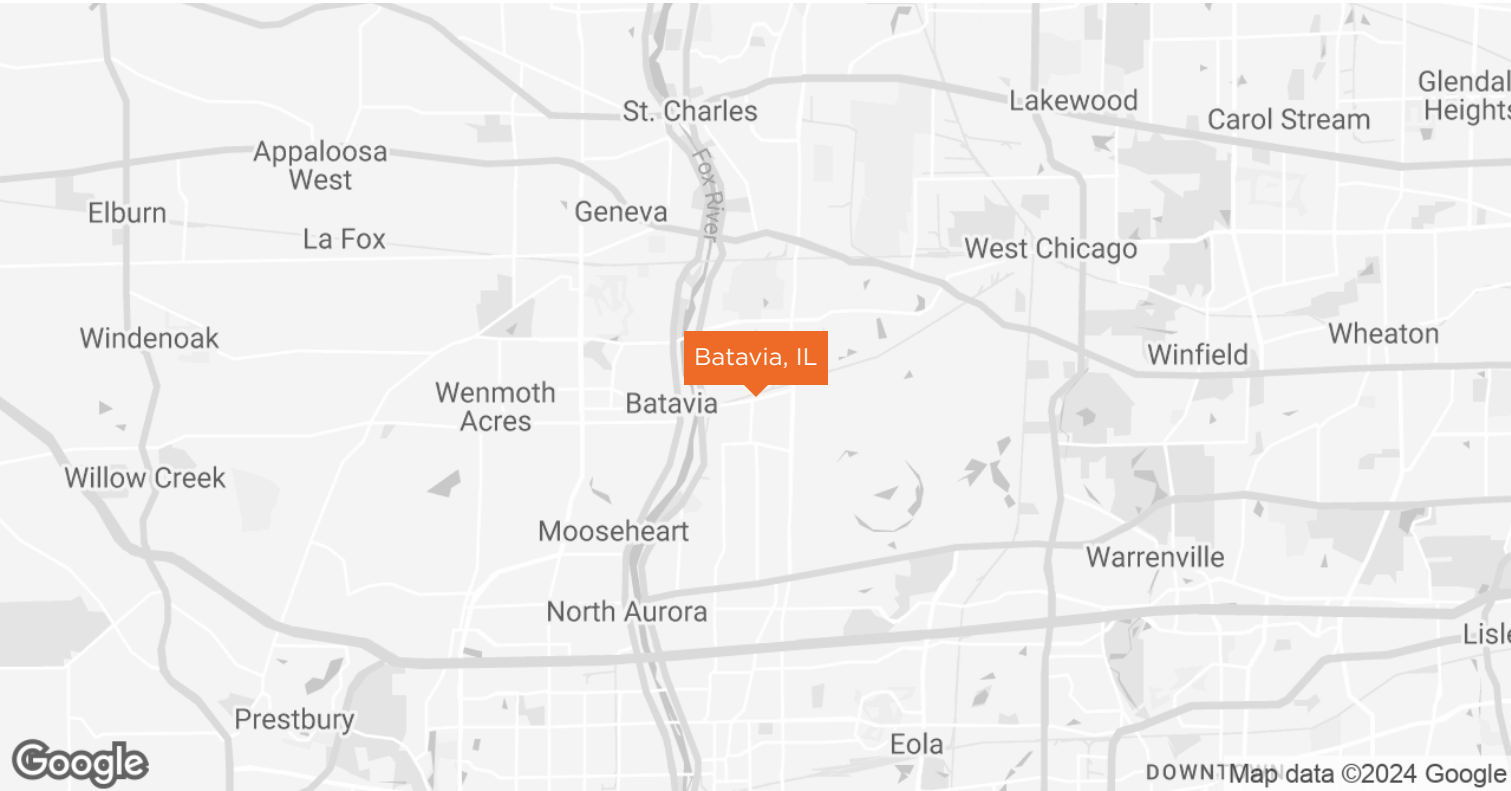 Glendal
Heights
Lakewood
St. Charles
Carol Stream
Appaloosa
West
Fox River
Elburn
Geneva
La Fox
West Chicago
Windenoak
Wheaton
Batavia, IL
Winfield
Wenmoth
Acres
Batavia
Willow Creek
Mooseheart
Warrenville
North Aurora
Lisle
Prestbury
Eola
Google
DOWNTOWN
Map data ©2024 Google